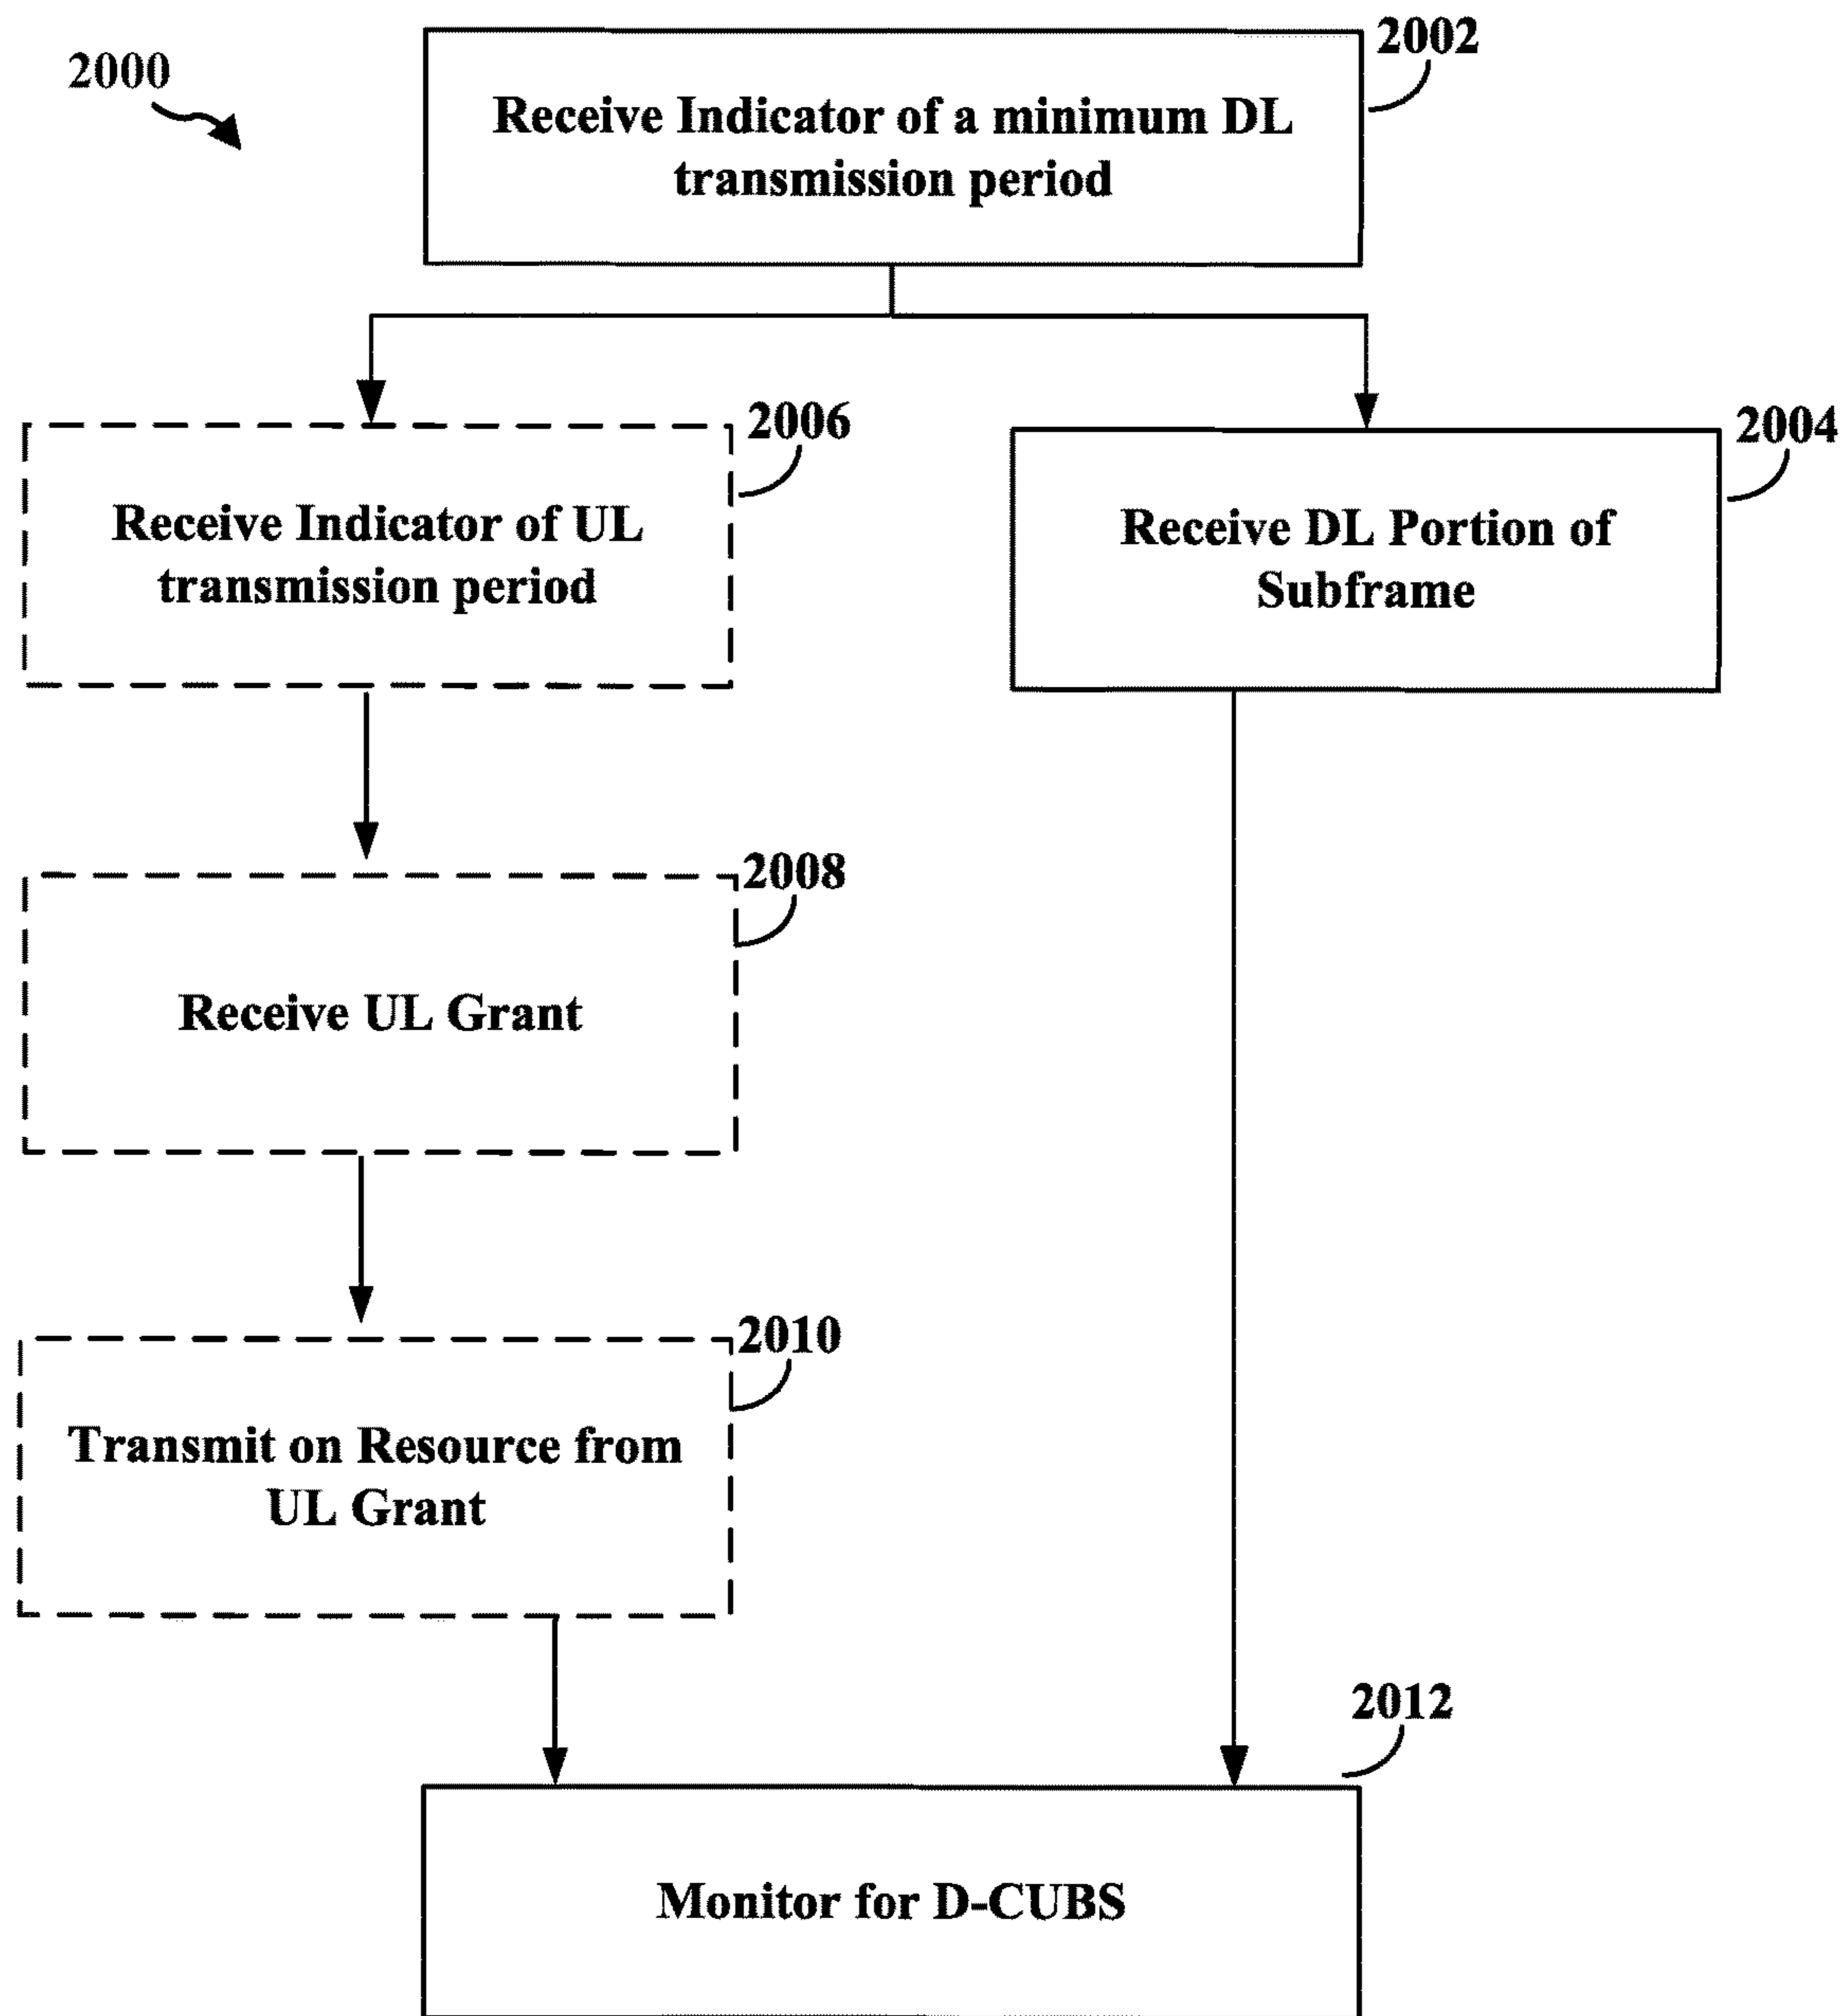 2000
2002
Receive Indicator of a minimum DL
transmission period
2006
Receive Indicator of UL
transmission period
2004
Receive DL Portion of
Subframe
2008
Receive UL Grant
2010
Transmit on Resource from
UL Grant
2012
Monitor for D-CUBS